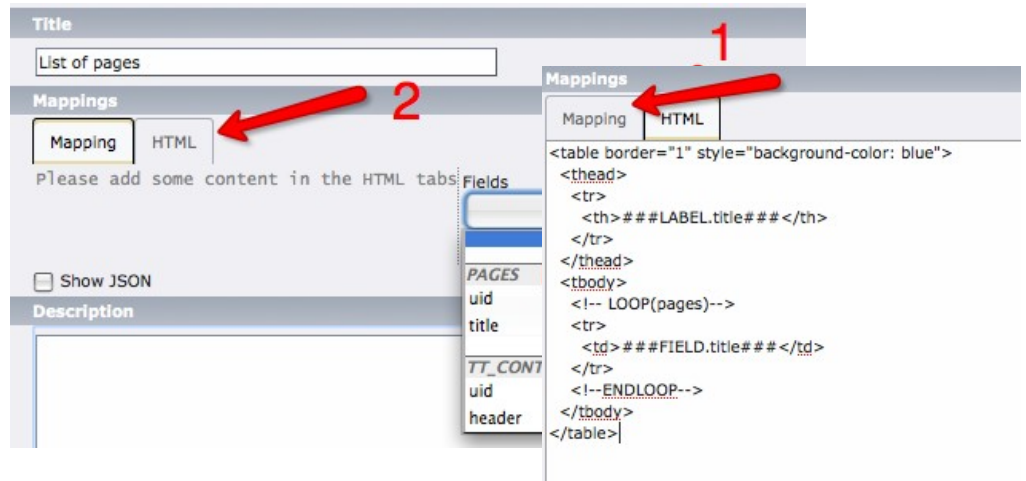 Title
List of pages
Mappings
2
Mapping HTML
Please add some content in the HTML tabs
Fields
PAGES
uid
title
TT_CONT
uid
header
Show JSON
Description
1
Mappings
Mapping HTML
<table border="1" style="background-color: blue">
<thead>
<tr>
<th>###LABEL.title###</th>
</tr>
</thead>
<tbody>
<!-- LOOP(pages)-->
<tr>
<td>###FIELD.title###</td>
</tr>
<!--ENDLOOP-->
</tbody>
</table>